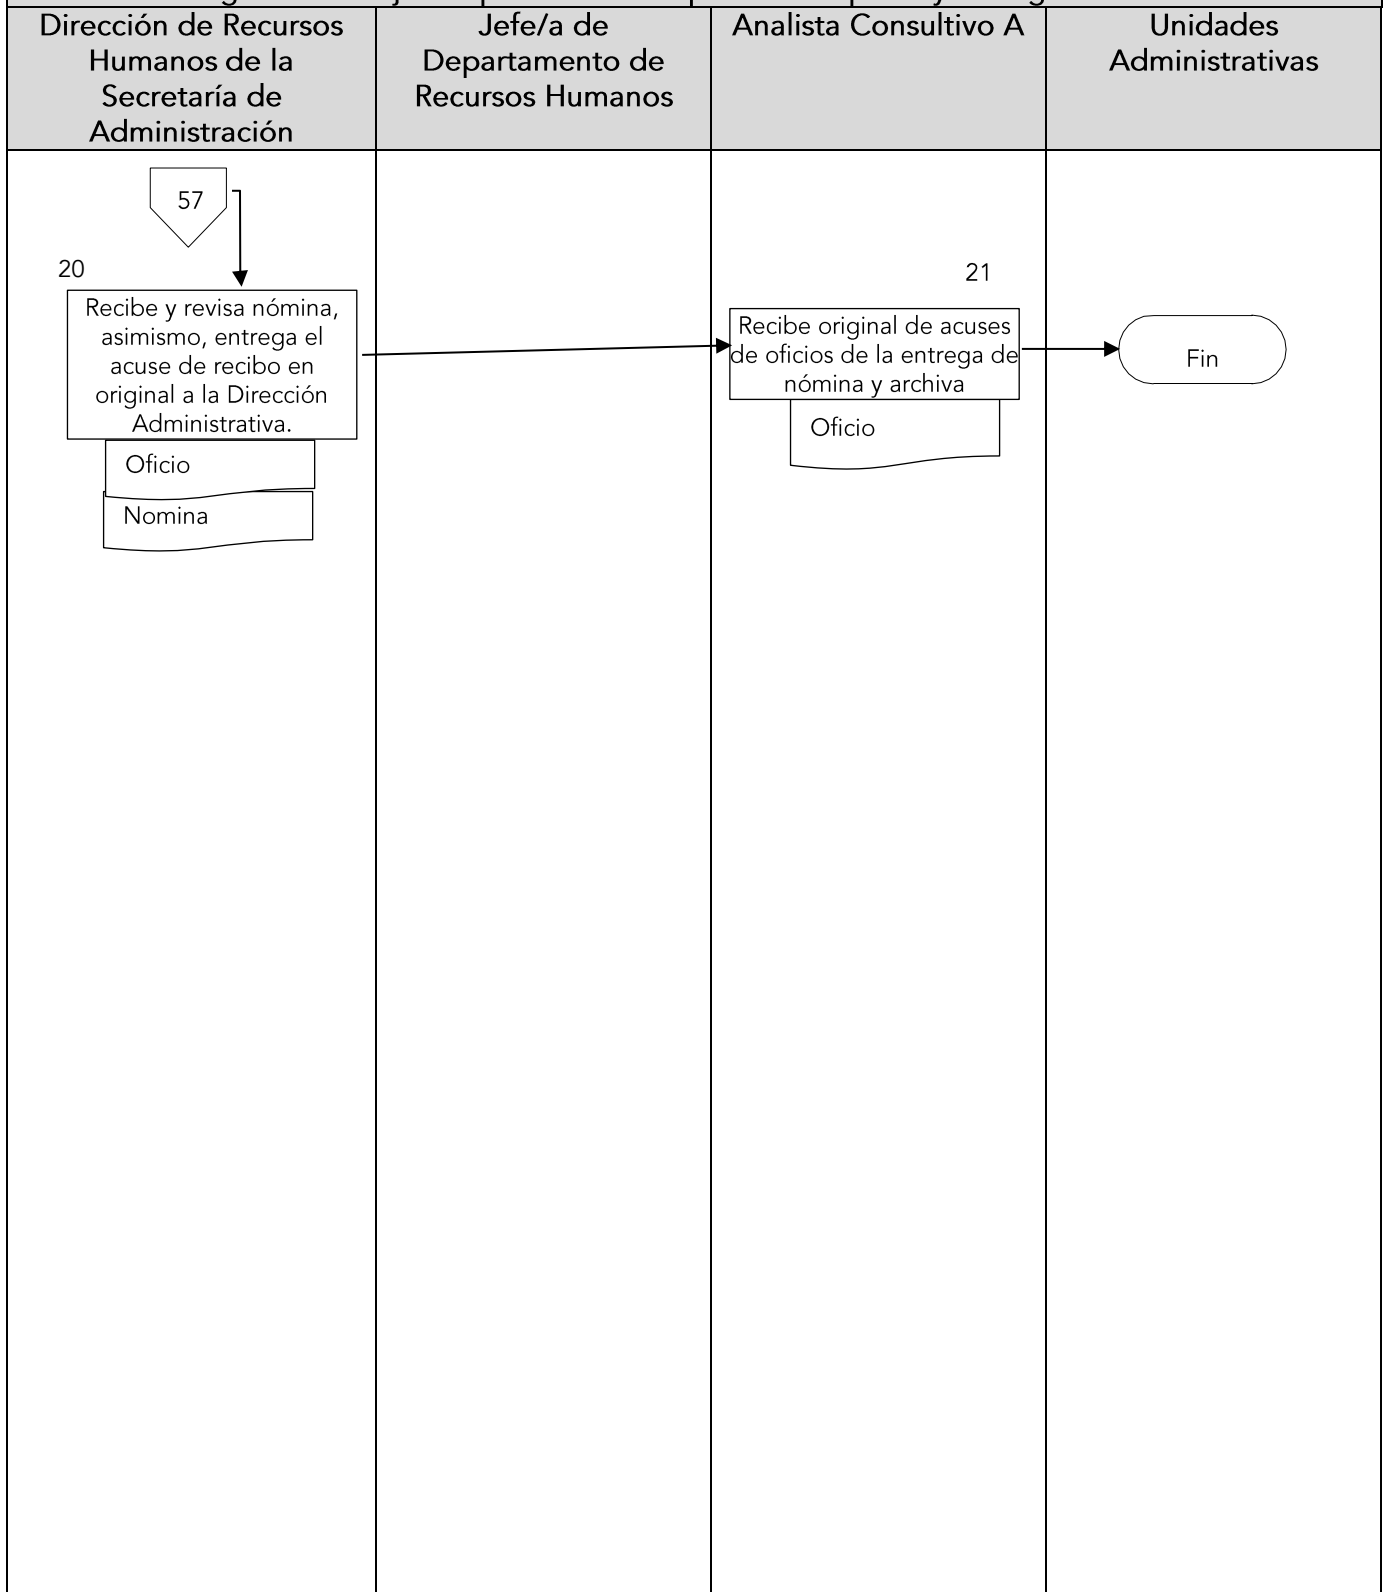 Dirección de Recursos
Humanos de la
Secretaría de
Administración
Jefe/a de
Departamento de
Recursos Humanos
Analista Consultivo A
Unidades
Administrativas
57
20
Recibe y revisa nómina,
asimismo, entrega el
acuse de recibo en
original a la Dirección
Administrativa.
Oficio
Nomina
21
Recibe original de acuses
de oficios de la entrega de
nómina y archiva
Oficio
Fin